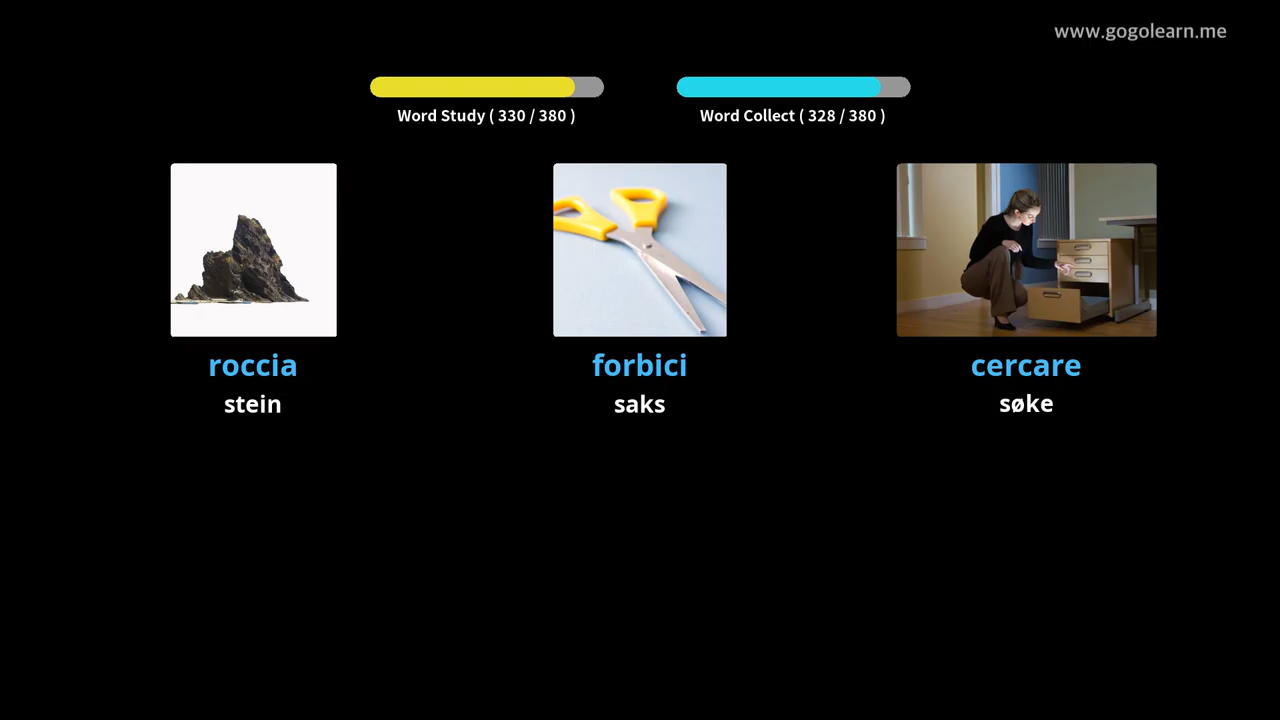 www.gogolearn.me
Word Study ( 330 / 380 )
Word Collect ( 328 / 380 )
roccia
stein
forbici
saks
cercare
søke